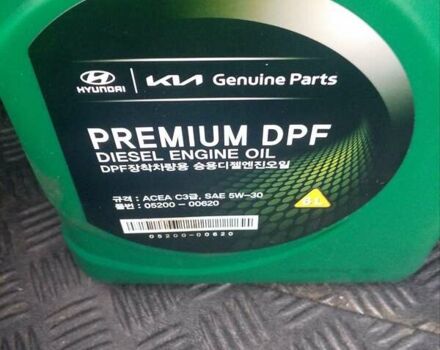 HYUNDAI KIA Genuine Parts
PREMIUM DPF
DIESEL ENGINE OIL
DPF장착차량용 승용디젤엔진오일
규격 : ACEA C3급, SAE 5W-30
품번 : 05200-00620
6L
05200-00620